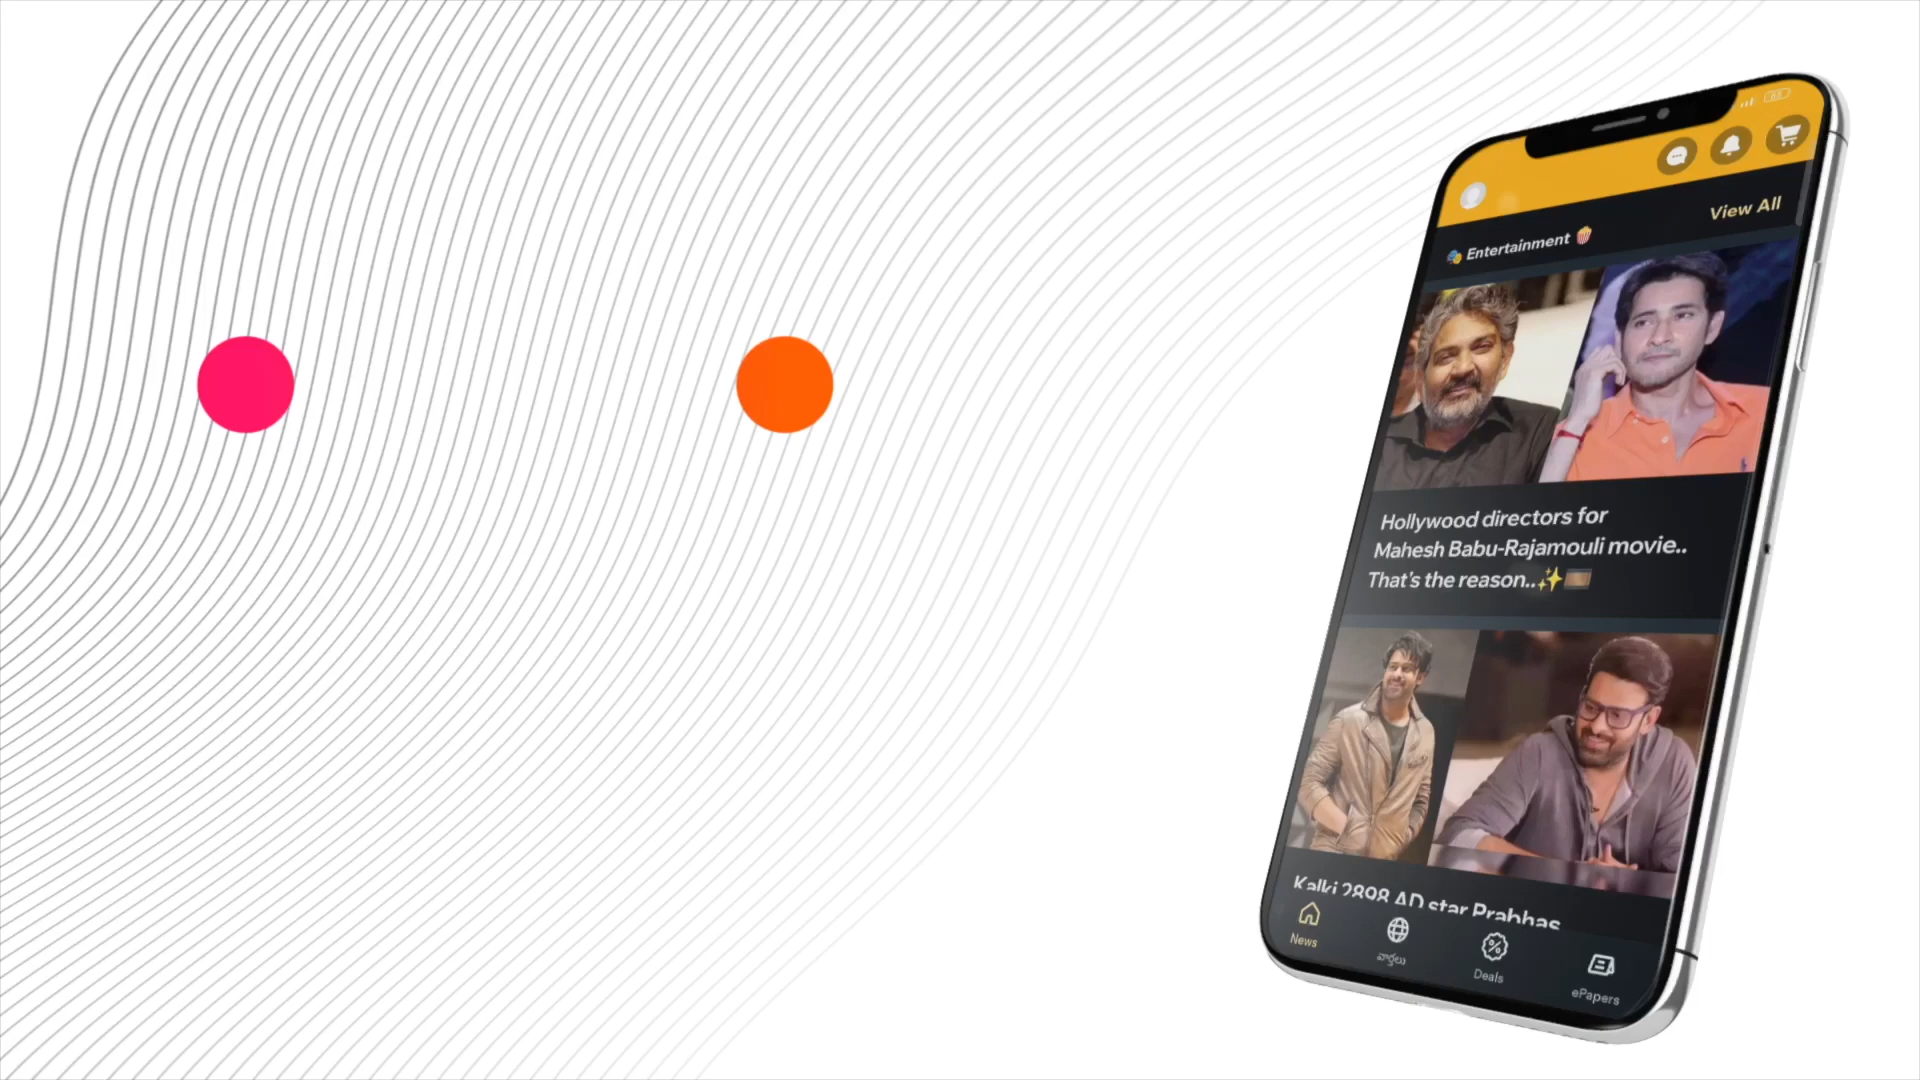 View All
🎭 Entertainment 🍿
Hollywood directors for
Mahesh Babu-Rajamouli movie..
That's the reason..✨🎞️
Kalki 2898 AD star Prabhas
News
వార్తలు
Deals
ePapers